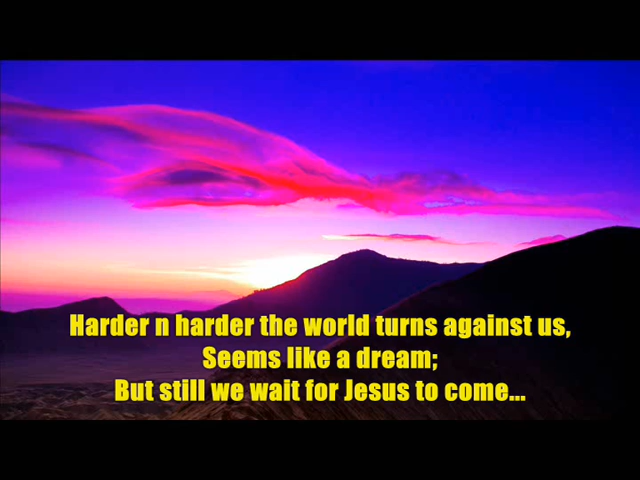 Harder n harder the world turns against us,
Seems like a dream;
But still we wait for Jesus to come...